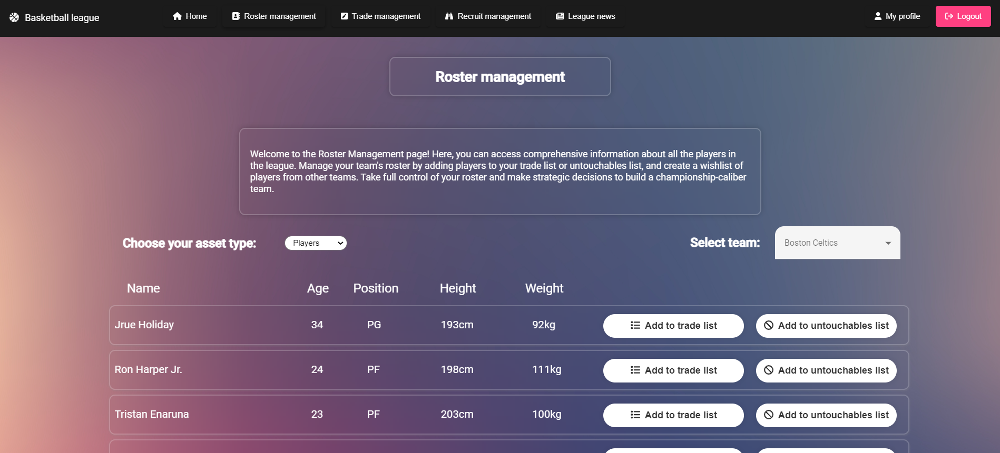 Basketball league
Home
Roster management
Trade management
Recruit management
League news
My profile
Logout
Roster management
Welcome to the Roster Management page! Here, you can access comprehensive information about all the players in
the league. Manage your team's roster by adding players to your trade list or untouchables list, and create a wishlist of
players from other teams. Take full control of your roster and make strategic decisions to build a championship-caliber
team.
Choose your asset type:
Players
Select team:
Boston Celtics
Name Age Position Height Weight
Jrue Holiday 34 PG 193cm 92kg Add to trade list Add to untouchables list
Ron Harper Jr. 24 PF 198cm 111kg Add to trade list Add to untouchables list
Tristan Enaruna 23 PF 203cm 100kg Add to trade list Add to untouchables list